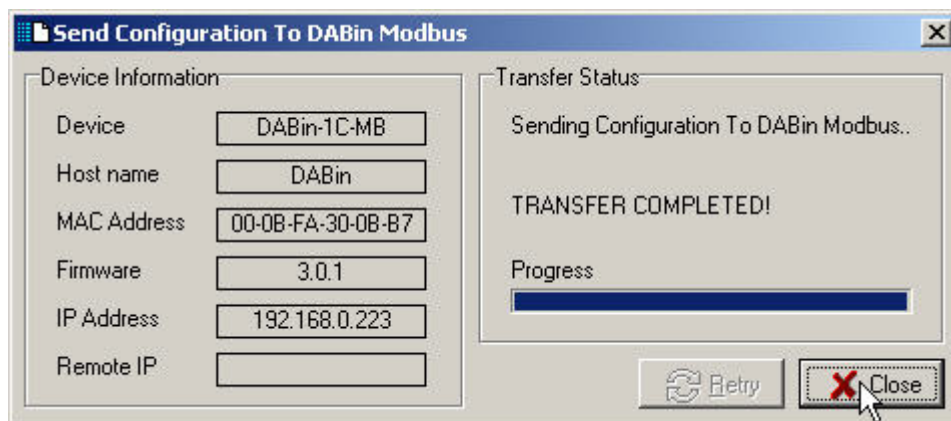 Send Configuration To DABin Modbus
Device Information
Device DABin-1C-MB
Host name DABin
MAC Address 00-0B-FA-30-0B-B7
Firmware 3.0.1
IP Address 192.168.0.223
Remote IP
Transfer Status
Sending Configuration To DABin Modbus..
TRANSFER COMPLETED!
Progress
Retry
Close